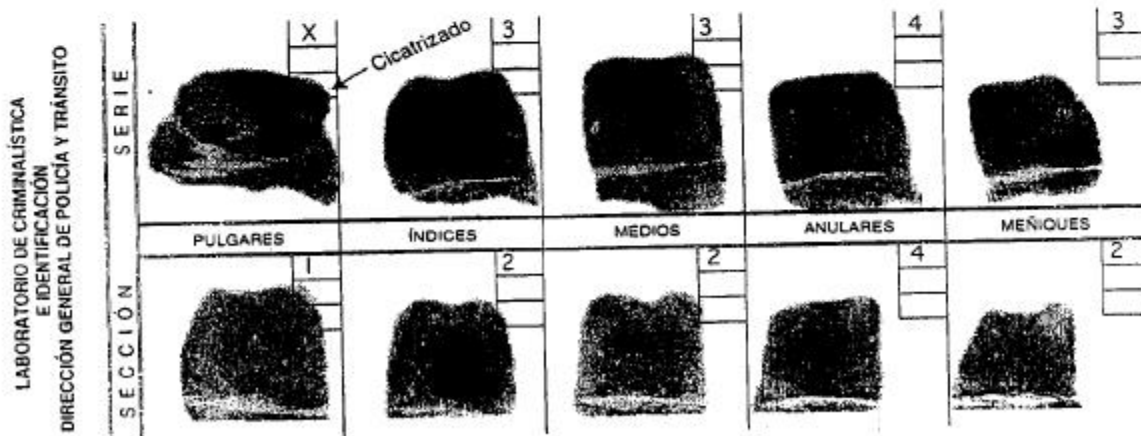 LABORATORIO DE CRIMINALÍSTICA
E IDENTIFICACIÓN
DIRECCIÓN GENERAL DE POLICÍA Y TRÁNSITO
SERIE
X
Cicatrizado
3
3
4
3
PULGARES
ÍNDICES
MEDIOS
ANULARES
MEÑIQUES
SECCIÓN
1
2
2
4
2